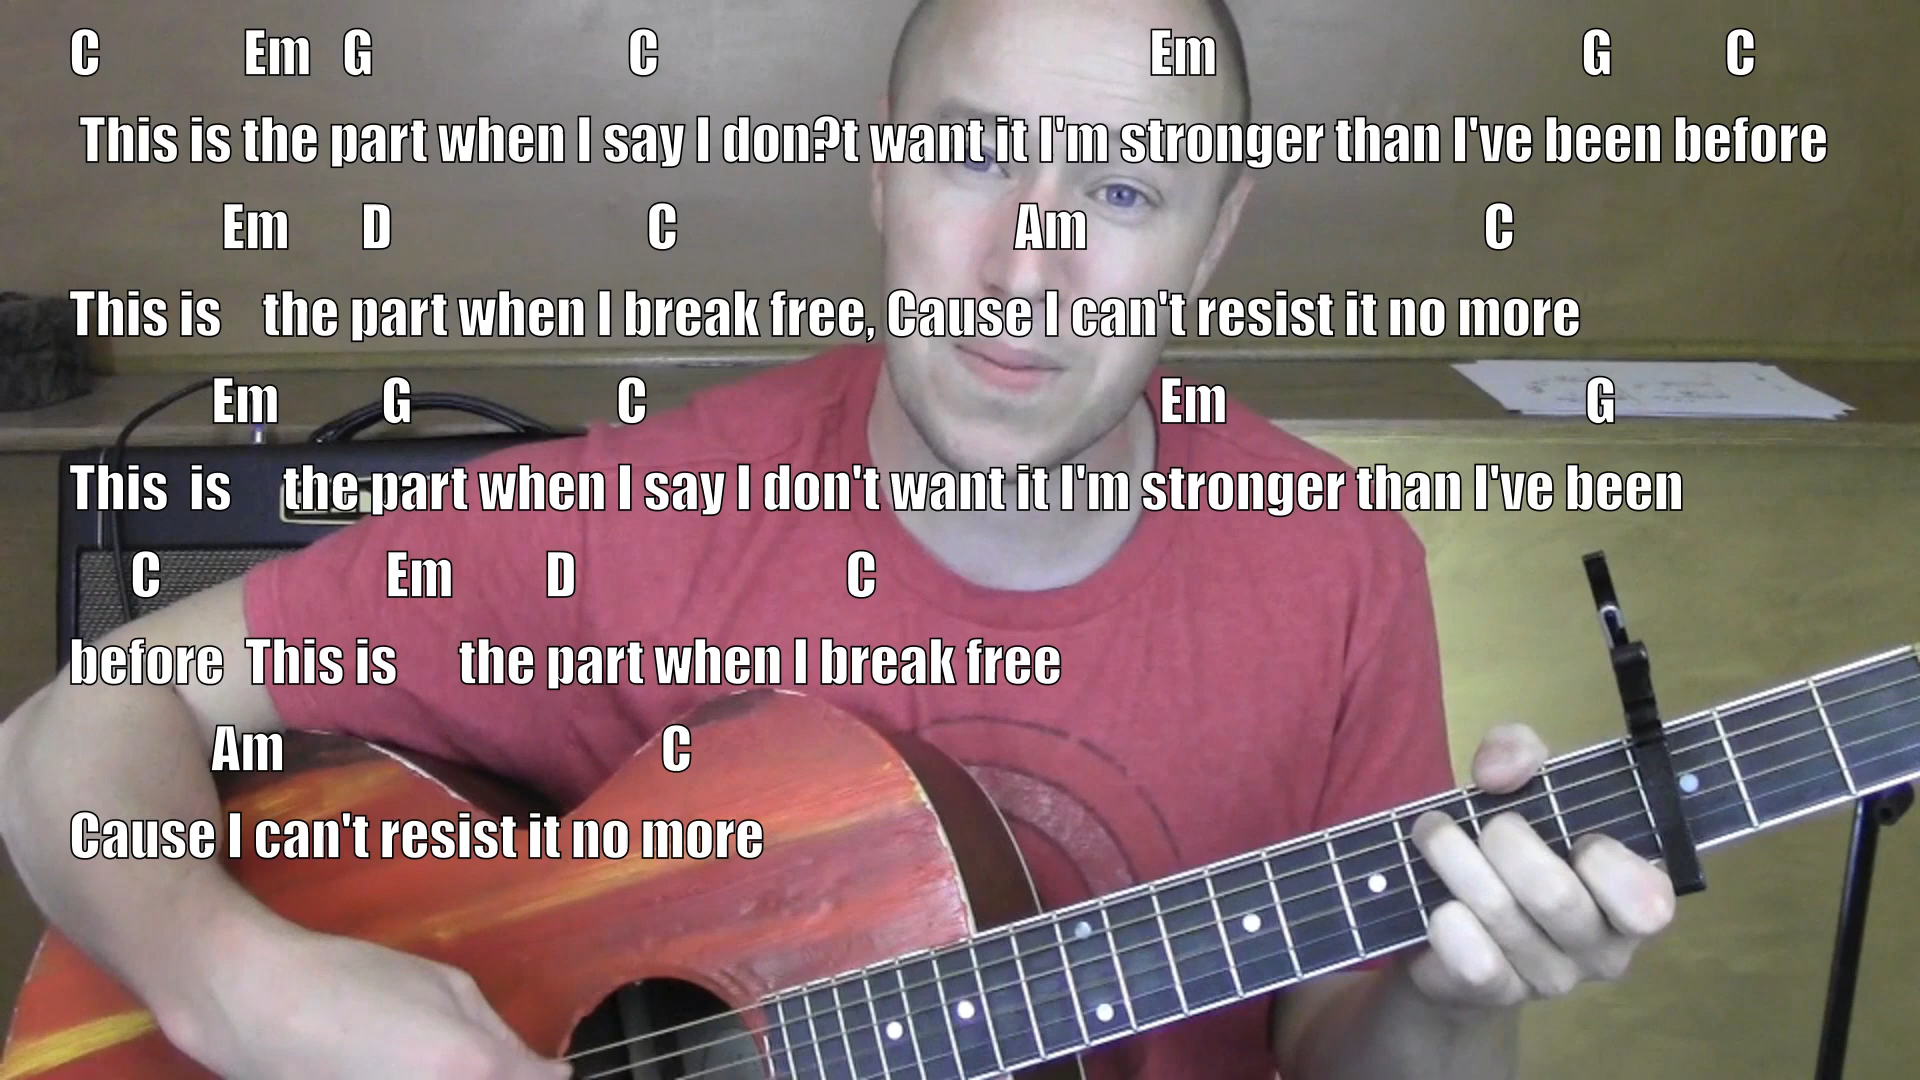 C Em G C Em G C
This is the part when I say I don?t want it I'm stronger than I've been before
Em D C Am C
This is the part when I break free, Cause I can't resist it no more
Em G C Em G
This is the part when I say I don't want it I'm stronger than I've been
C Em D C
before This is the part when I break free
Am C
Cause I can't resist it no more